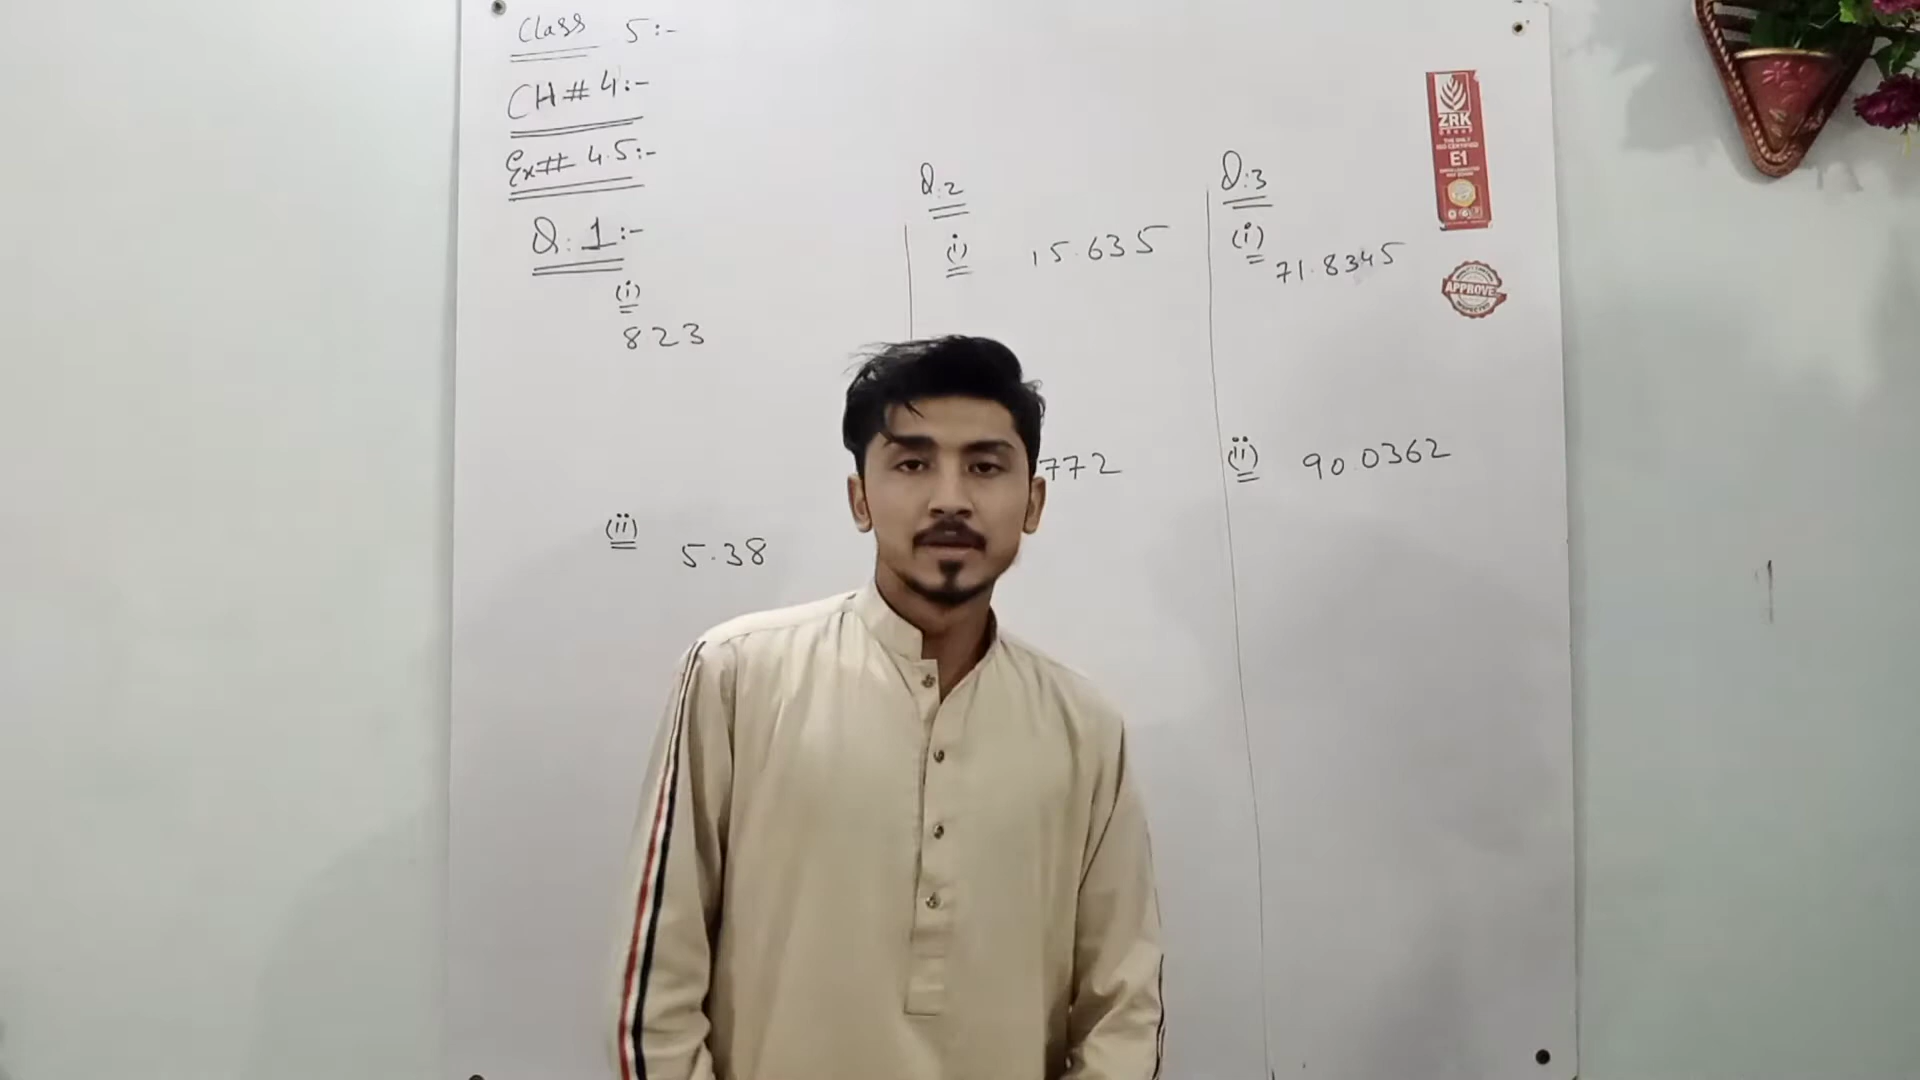 Class 5:-
CH# 4:-
Ex# 4.5:-
Q.1:-
(i)
823
(ii) 5.38
Q.2
(i) 15.635
772
Q.3
(i) 71.8345
(ii) 90.0362
ZRK
GROUP
E1
APPROVE